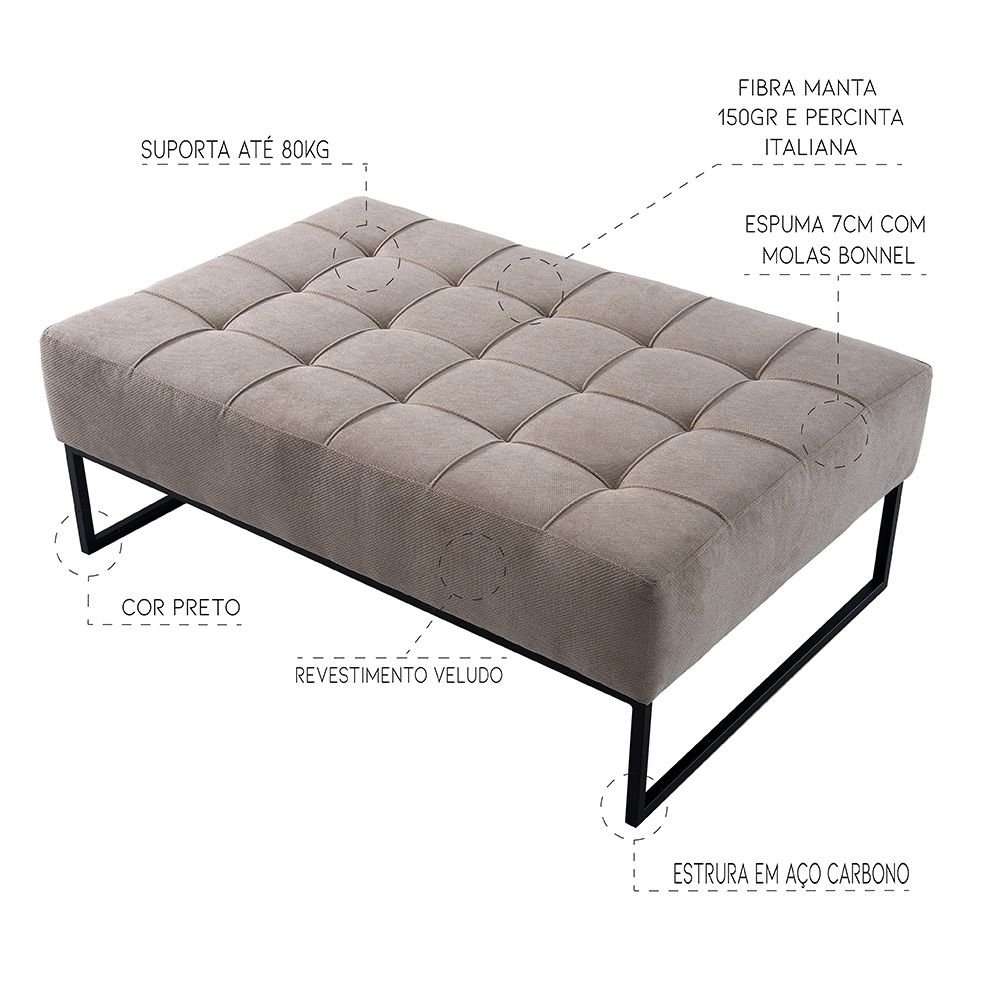 FIBRA MANTA
150GR E PERCINTA
ITALIANA
SUPORTA ATÉ 80KG
ESPUMA 7CM COM
MOLAS BONNEL
COR PRETO
REVESTIMENTO VELUDO
ESTRURA EM AÇO CARBONO